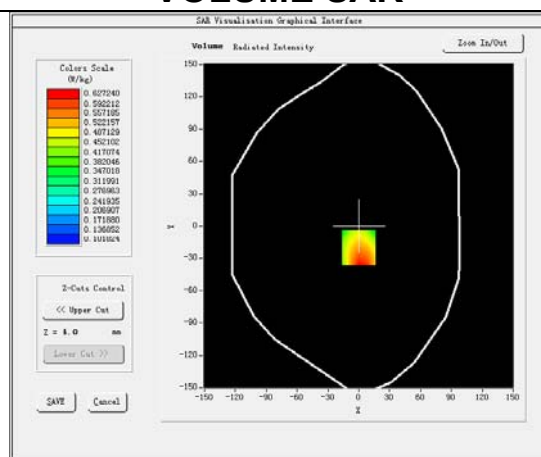 VOLUME SAR
SAR Visualisation Graphical Interface
Volume Radiated Intensity
Zoom In/Out
Colors Scale
(W/kg)
0.627240
0.592212
0.557185
0.522157
0.487129
0.452102
0.417074
0.382046
0.347018
0.311991
0.276963
0.241935
0.206907
0.171880
0.136852
0.101824
Z-Cuts Control
<< Upper Cut
Z = 4.0 mm
Lower Cut >>
SAVE
Cancel
150
120
90
60
30
0
-30
-60
-90
-120
-150
Y
-150 -120 -90 -60 -30 0 30 60 90 120 150
X